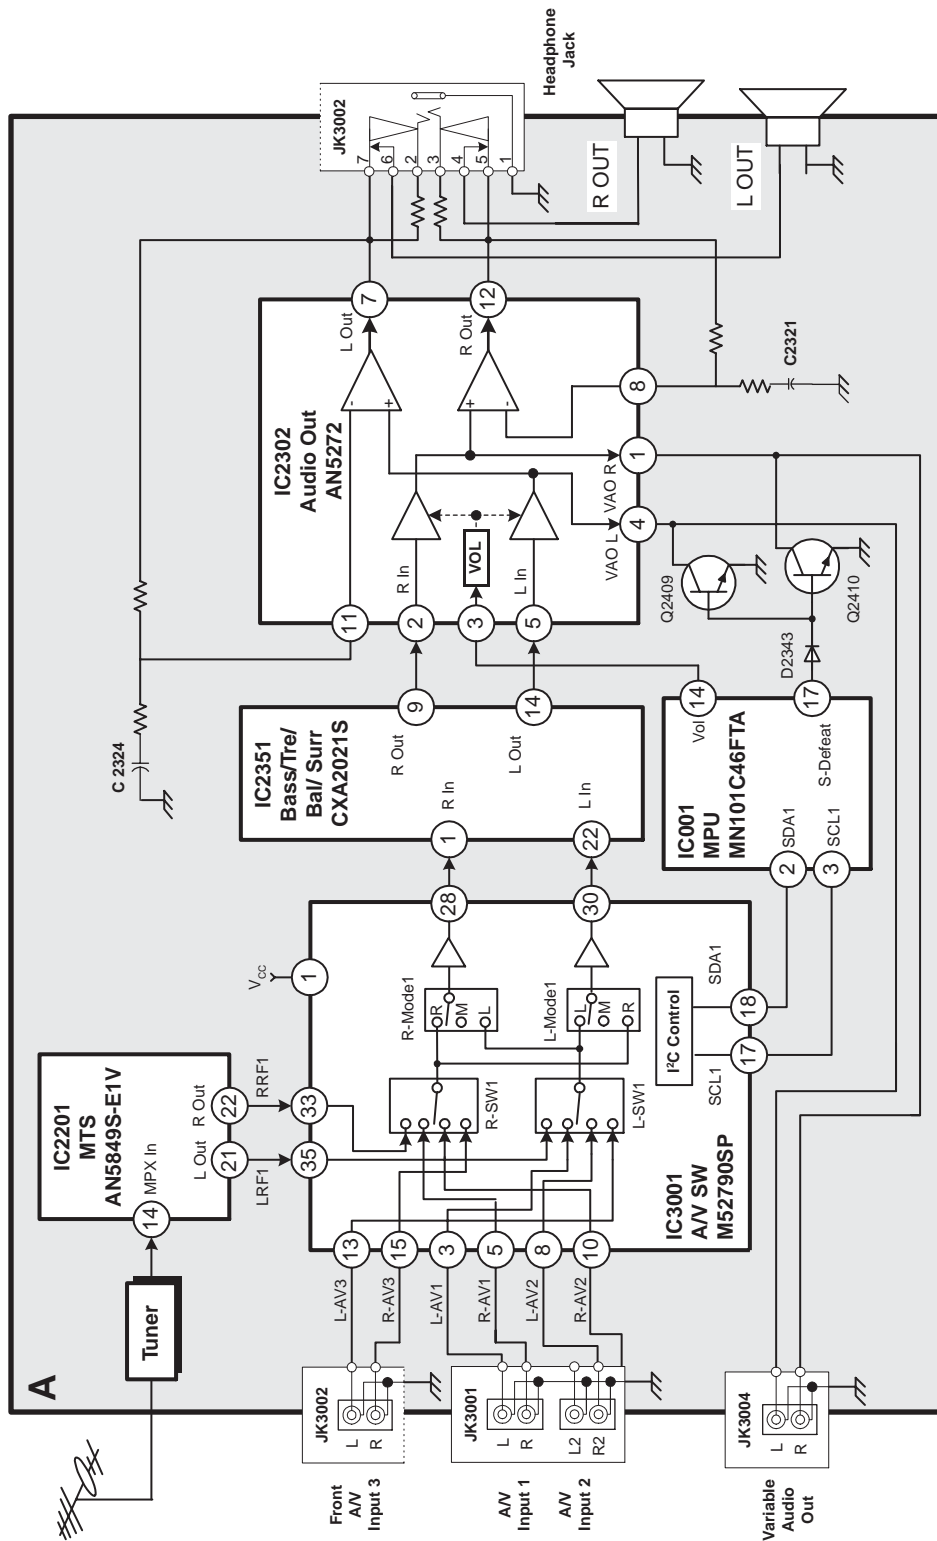 A
Tuner
IC2201
MTS
AN5849S-E1V
14
MPX In
L Out
R Out
21
22
LRF1
RRF1
Front
A/V
Input 3
JK3002
L
R
A/V
Input 1
A/V
Input 2
JK3001
L
R
L2
R2
Variable
Audio
Out
JK3004
L
R
L-AV3
R-AV3
L-AV1
R-AV1
L-AV2
R-AV2
13
15
3
5
8
10
35
33
1
Vcc
IC3001
A/V SW
M52790SP
R-SW1
L-SW1
R-Mode1
R
M
L
L-Mode1
L
M
R
28
30
I²C Control
SCL1
SDA1
17
18
IC2351
Bass/Tre/
Bal/ Surr
CXA2021S
1
R In
22
L In
R Out
9
L Out
14
IC001
MPU
MN101C46FTA
2
SDA1
3
SCL1
Vol
14
S-Defeat
17
D2343
Q2409
Q2410
C 2324
IC2302
Audio Out
AN5272
11
2
R In
3
VOL
5
L In
-
+
+
-
L Out
7
R Out
12
VAO L
4
VAO R
1
8
C2321
JK3002
7
6
2
3
4
5
1
Headphone
Jack
R OUT
L OUT